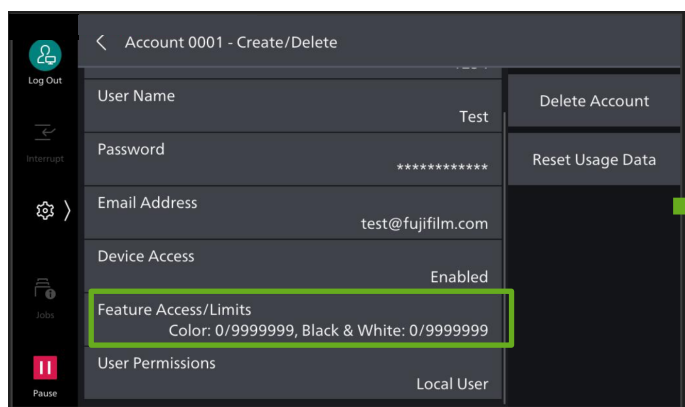 Account 0001 - Create/Delete
Log Out
User Name
Test
Delete Account
Interrupt
Password
************
Reset Usage Data
Email Address
test@fujifilm.com
Device Access
Enabled
Jobs
Feature Access/Limits
Color: 0/9999999, Black & White: 0/9999999
User Permissions
Local User
Pause